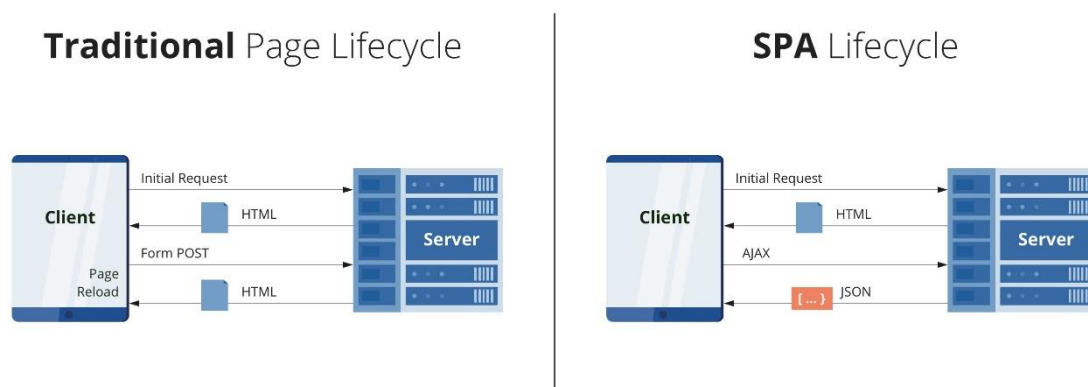 Traditional Page Lifecycle
Client
Initial Request
HTML
Form POST
Page
Reload
HTML
Server
SPA Lifecycle
Client
Initial Request
HTML
AJAX
[ ... }
JSON
Server